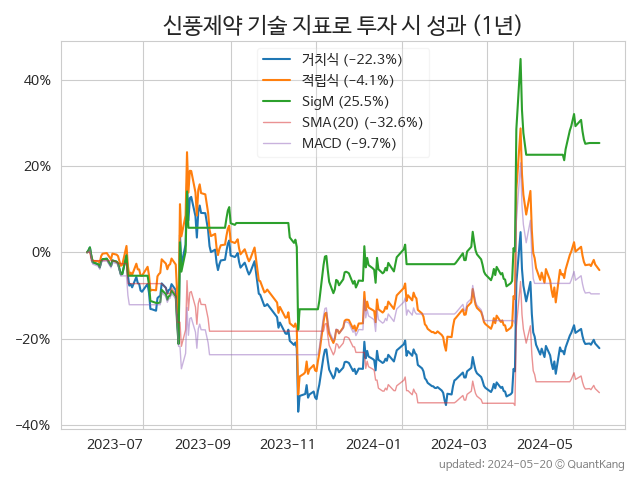 신풍제약 기술 지표로 투자 시 성과 (1년)
거치식 (−22.3%)
적립식 (−4.1%)
SigM (25.5%)
SMA(20) (−32.6%)
MACD (−9.7%)
40%
20%
0%
−20%
−40%
2023-07
2023-09
2023-11
2024-01
2024-03
2024-05
updated: 2024-05-20 © QuantKang